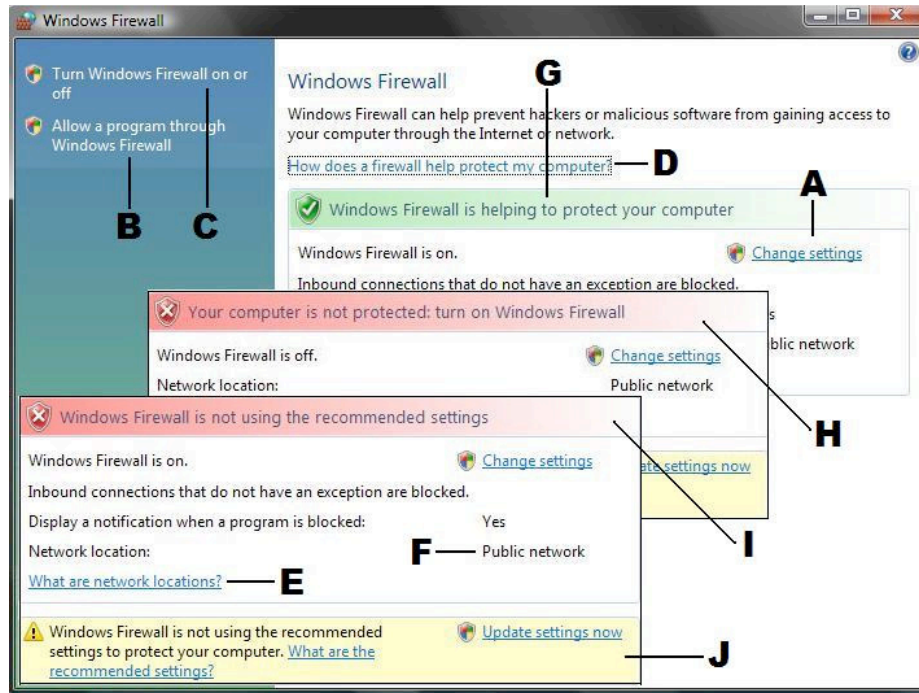 Windows Firewall
Turn Windows Firewall on or
off
Allow a program through
Windows Firewall
B
C
Windows Firewall
G
Windows Firewall can help prevent hackers or malicious software from gaining access to
your computer through the Internet or network.
How does a firewall help protect my computer?
D
A
Windows Firewall is helping to protect your computer
Windows Firewall is on.
Change settings
Inbound connections that do not have an exception are blocked.
s
blic network
Your computer is not protected: turn on Windows Firewall
Windows Firewall is off.
Change settings
Network location:
Public network
H
ate settings now
Windows Firewall is not using the recommended settings
Windows Firewall is on.
Change settings
Inbound connections that do not have an exception are blocked.
Display a notification when a program is blocked:
Yes
Network location:
F
Public network
I
What are network locations?
E
Windows Firewall is not using the recommended
settings to protect your computer. What are the
recommended settings?
Update settings now
J